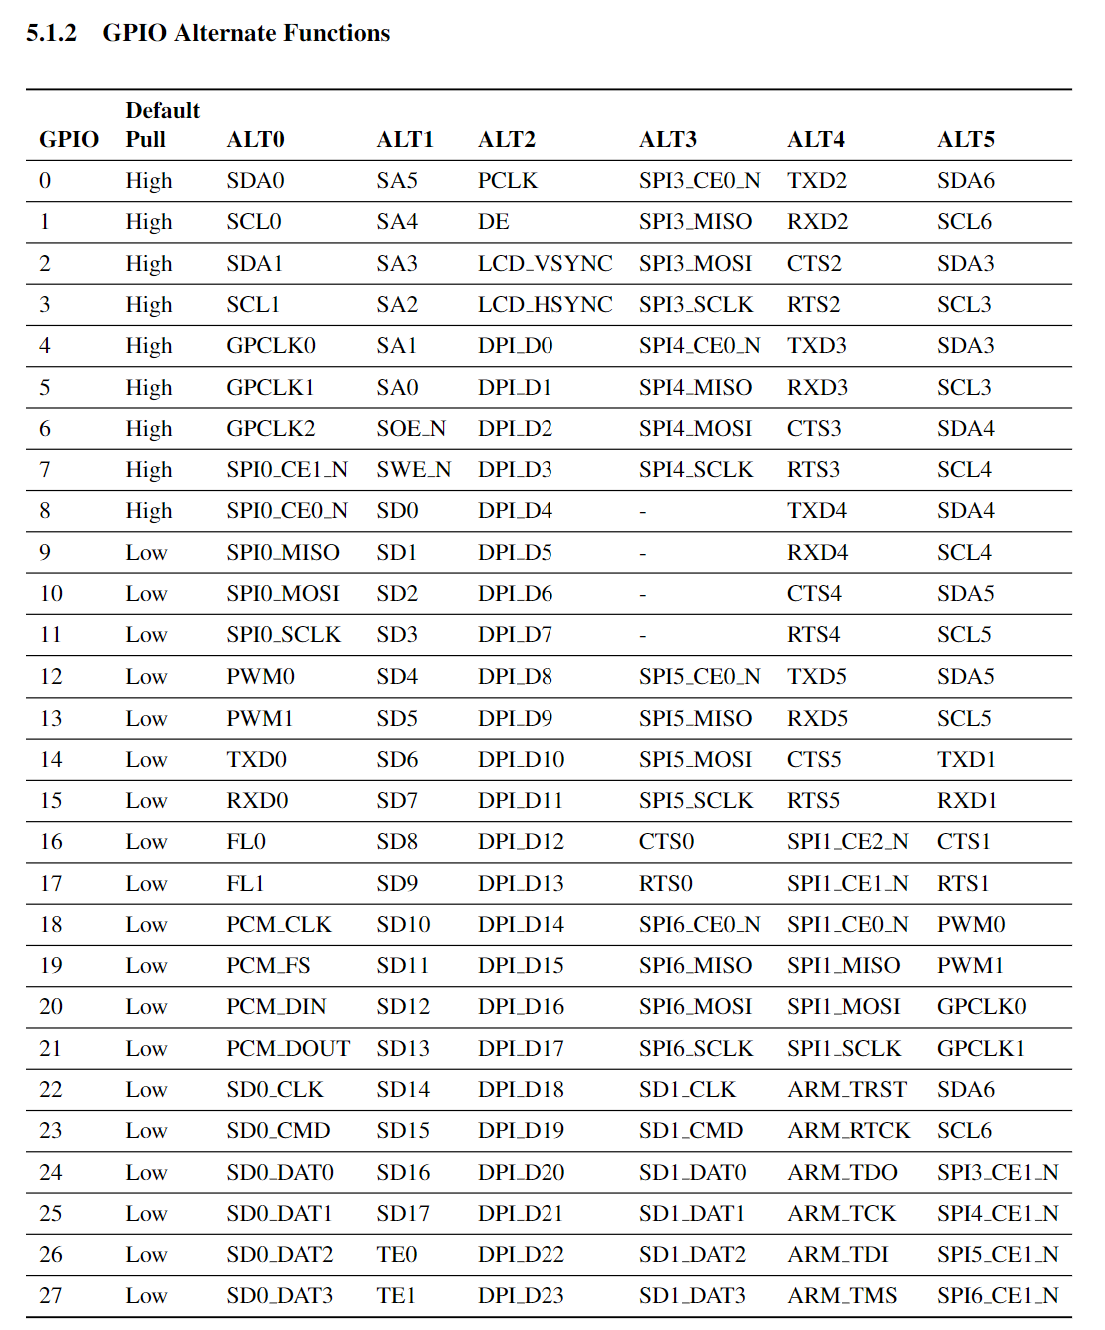 5.1.2 GPIO Alternate Functions
Default
GPIO Pull ALT0 ALT1 ALT2 ALT3 ALT4 ALT5
0 High SDA0 SA5 PCLK SPI3_CE0_N TXD2 SDA6
1 High SCL0 SA4 DE SPI3_MISO RXD2 SCL6
2 High SDA1 SA3 LCD_VSYNC SPI3_MOSI CTS2 SDA3
3 High SCL1 SA2 LCD_HSYNC SPI3_SCLK RTS2 SCL3
4 High GPCLK0 SA1 DPI_D0 SPI4_CE0_N TXD3 SDA3
5 High GPCLK1 SA0 DPI_D1 SPI4_MISO RXD3 SCL3
6 High GPCLK2 SOE_N DPI_D2 SPI4_MOSI CTS3 SDA4
7 High SPI0_CE1_N SWE_N DPI_D3 SPI4_SCLK RTS3 SCL4
8 High SPI0_CE0_N SD0 DPI_D4 - TXD4 SDA4
9 Low SPI0_MISO SD1 DPI_D5 - RXD4 SCL4
10 Low SPI0_MOSI SD2 DPI_D6 - CTS4 SDA5
11 Low SPI0_SCLK SD3 DPI_D7 - RTS4 SCL5
12 Low PWM0 SD4 DPI_D8 SPI5_CE0_N TXD5 SDA5
13 Low PWM1 SD5 DPI_D9 SPI5_MISO RXD5 SCL5
14 Low TXD0 SD6 DPI_D10 SPI5_MOSI CTS5 TXD1
15 Low RXD0 SD7 DPI_D11 SPI5_SCLK RTS5 RXD1
16 Low FL0 SD8 DPI_D12 CTS0 SPI1_CE2_N CTS1
17 Low FL1 SD9 DPI_D13 RTS0 SPI1_CE1_N RTS1
18 Low PCM_CLK SD10 DPI_D14 SPI6_CE0_N SPI1_CE0_N PWM0
19 Low PCM_FS SD11 DPI_D15 SPI6_MISO SPI1_MISO PWM1
20 Low PCM_DIN SD12 DPI_D16 SPI6_MOSI SPI1_MOSI GPCLK0
21 Low PCM_DOUT SD13 DPI_D17 SPI6_SCLK SPI1_SCLK GPCLK1
22 Low SD0_CLK SD14 DPI_D18 SD1_CLK ARM_TRST SDA6
23 Low SD0_CMD SD15 DPI_D19 SD1_CMD ARM_RTCK SCL6
24 Low SD0_DAT0 SD16 DPI_D20 SD1_DAT0 ARM_TDO SPI3_CE1_N
25 Low SD0_DAT1 SD17 DPI_D21 SD1_DAT1 ARM_TCK SPI4_CE1_N
26 Low SD0_DAT2 TE0 DPI_D22 SD1_DAT2 ARM_TDI SPI5_CE1_N
27 Low SD0_DAT3 TE1 DPI_D23 SD1_DAT3 ARM_TMS SPI6_CE1_N